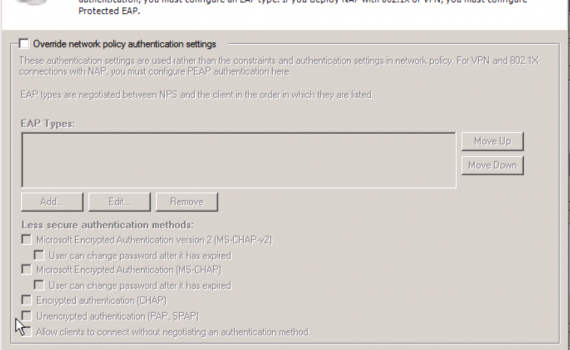 authentication, you must configure an EAP type. If you deploy NAP with 802.1X or VPN, you must configure
Protected EAP.
Override network policy authentication settings
These authentication settings are used rather than the constraints and authentication settings in network policy. For VPN and 802.1X
connections with NAP, you must configure PEAP authentication here.
EAP types are negotiated between NPS and the client in the order in which they are listed.
EAP Types:
Move Up
Move Down
Add...
Edit...
Remove
Less secure authentication methods:
Microsoft Encrypted Authentication version 2 (MS-CHAP-v2)
User can change password after it has expired
Microsoft Encrypted Authentication (MS-CHAP)
User can change password after it has expired
Encrypted authentication (CHAP)
Unencrypted authentication (PAP, SPAP)
Allow clients to connect without negotiating an authentication method.